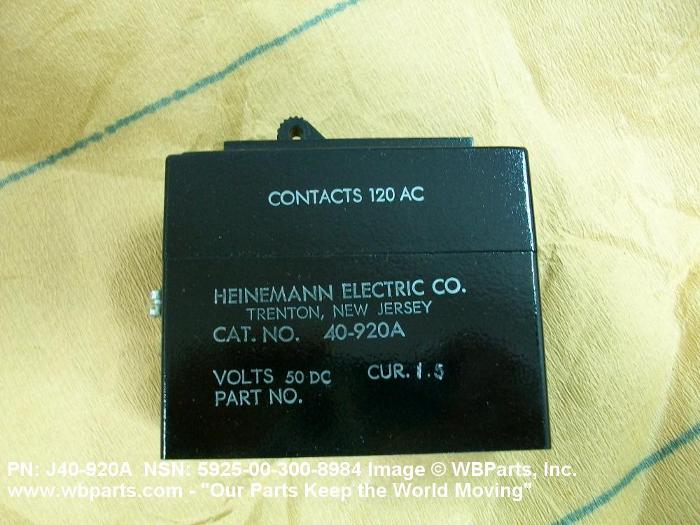 CONTACTS 120 AC
HEINEMANN ELECTRIC CO.
TRENTON, NEW JERSEY
CAT. NO. 40-920A
VOLTS 50 DC CUR. 1.5
PART NO.
PN: J40-920A NSN: 5925-00-300-8984 Image © WBParts, Inc.
www.wbparts.com - "Our Parts Keep the World Moving"